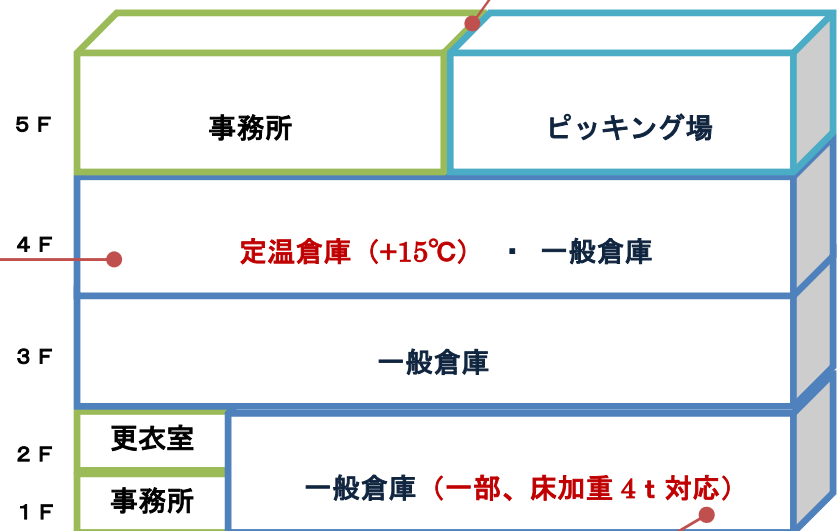 5F
事務所
ピッキング場
4F
定温倉庫（+15℃）・一般倉庫
3F
一般倉庫
2F
更衣室
一般倉庫（一部、床加重4t対応）
1F
事務所